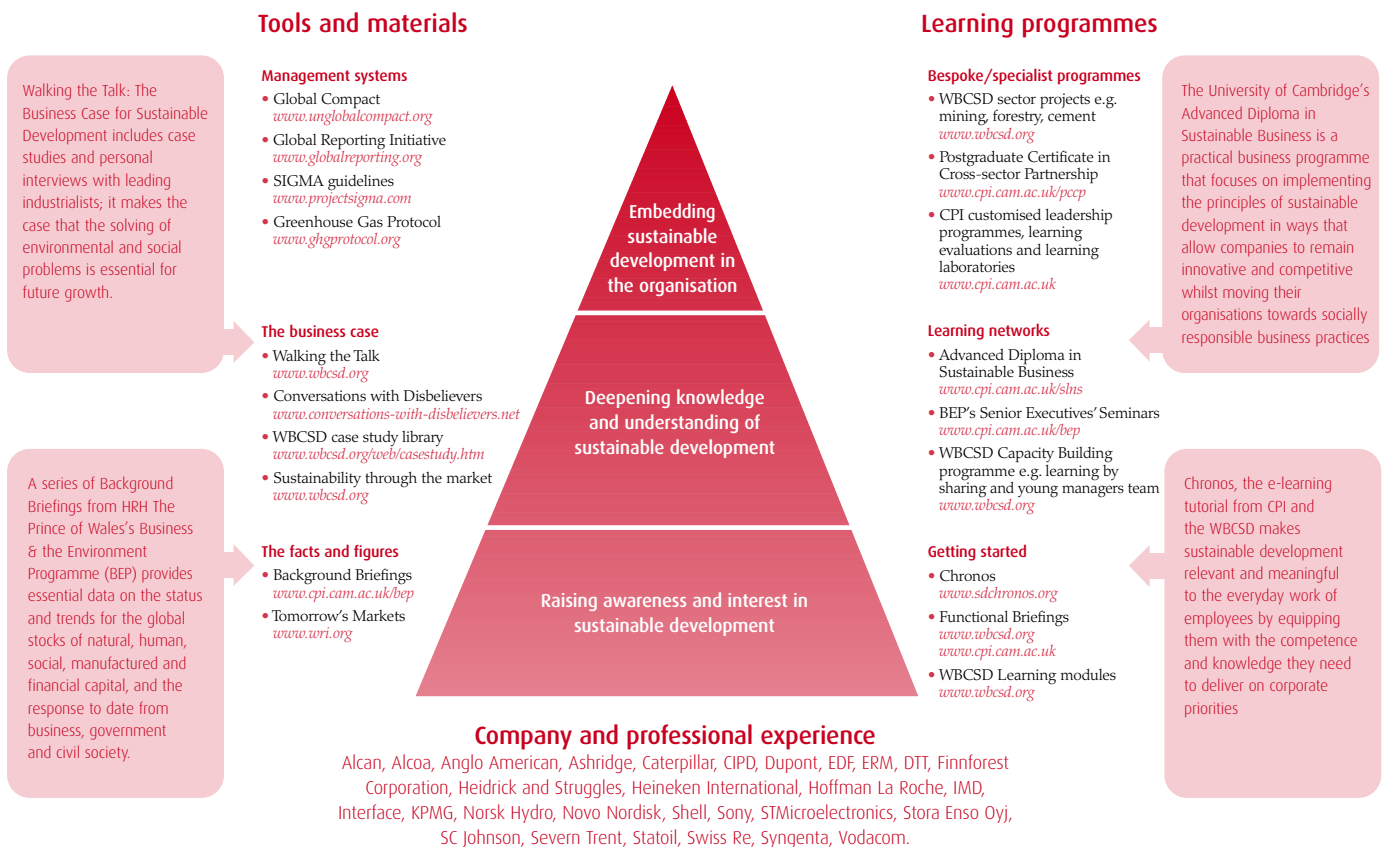 Tools and materials
Learning programmes
Walking the Talk: The
Business Case for Sustainable
Development includes case
studies and personal
interviews with leading
industrialists; it makes the
case that the solving of
environmental and social
problems is essential for
future growth.
A series of Background
Briefings from HRH The
Prince of Wales's Business
& the Environment
Programme (BEP) provides
essential data on the status
and trends for the global
stocks of natural, human,
social, manufactured and
financial capital, and the
response to date from
business, government
and civil society.
Management systems
• Global Compact
www.unglobalcompact.org
• Global Reporting Initiative
www.globalreporting.org
• SIGMA guidelines
www.projectsigma.com
• Greenhouse Gas Protocol
www.ghgprotocol.org
The business case
• Walking the Talk
www.wbcsd.org
• Conversations with Disbelievers
www.conversations-with-disbelievers.net
• WBCSD case study library
www.wbcsd.org/web/casestudy.htm
• Sustainability through the market
www.wbcsd.org
The facts and figures
• Background Briefings
www.cpi.cam.ac.uk/bep
• Tomorrow's Markets
www.wri.org
Embedding
sustainable
development in
the organisation
Deepening knowledge
and understanding of
sustainable development
Raising awareness and interest in
sustainable development
Bespoke/specialist programmes
• WBCSD sector projects e.g.
mining, forestry, cement
www.wbcsd.org
• Postgraduate Certificate in
Cross-sector Partnership
www.cpi.cam.ac.uk/pccp
• CPI customised leadership
programmes, learning
evaluations and learning
laboratories
www.cpi.cam.ac.uk
Learning networks
• Advanced Diploma in
Sustainable Business
www.cpi.cam.ac.uk/slns
• BEP's Senior Executives' Seminars
www.cpi.cam.ac.uk/bep
• WBCSD Capacity Building
programme e.g. learning by
sharing and young managers team
www.wbcsd.org
Getting started
• Chronos
www.sdchronos.org
• Functional Briefings
www.wbcsd.org
www.cpi.cam.ac.uk
• WBCSD Learning modules
www.wbcsd.org
The University of Cambridge's
Advanced Diploma in
Sustainable Business is a
practical business programme
that focuses on implementing
the principles of sustainable
development in ways that
allow companies to remain
innovative and competitive
whilst moving their
organisations towards socially
responsible business practices
Chronos, the e-learning
tutorial from CPI and
the WBCSD makes
sustainable development
relevant and meaningful
to the everyday work of
employees by equipping
them with the competence
and knowledge they need
to deliver on corporate
priorities
Company and professional experience
Alcan, Alcoa, Anglo American, Ashridge, Caterpillar, CIPD, Dupont, EDF, ERM, DTT, Finnforest
Corporation, Heidrick and Struggles, Heineken International, Hoffman La Roche, IMD,
Interface, KPMG, Norsk Hydro, Novo Nordisk, Shell, Sony, STMicroelectronics, Stora Enso Oyj,
SC Johnson, Severn Trent, Statoil, Swiss Re, Syngenta, Vodacom.